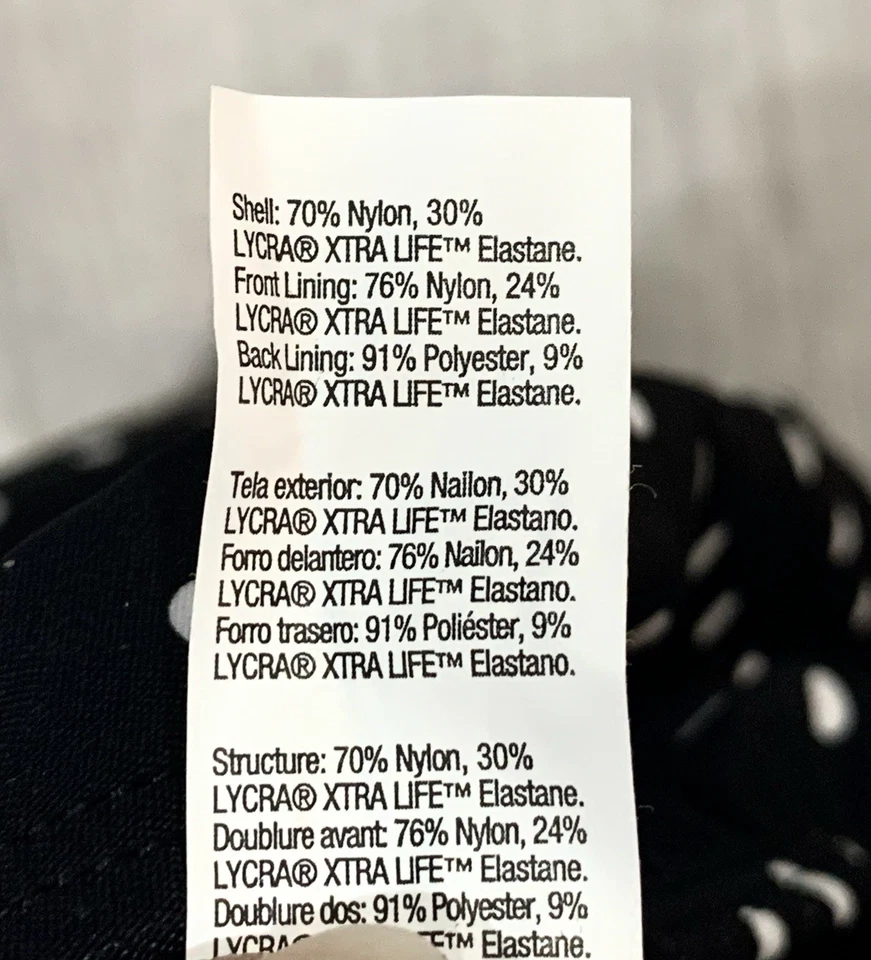 Shell: 70% Nylon, 30%
LYCRA® XTRA LIFE™ Elastane.
Front Lining: 76% Nylon, 24%
LYCRA® XTRA LIFE™ Elastane.
Back Lining: 91% Polyester, 9%
LYCRA® XTRA LIFE™ Elastane.
Tela exterior: 70% Nailon, 30%
LYCRA® XTRA LIFE™ Elastano.
Forro delantero: 76% Nailon, 24%
LYCRA® XTRA LIFE™ Elastano.
Forro trasero: 91% Poliéster, 9%
LYCRA® XTRA LIFE™ Elastano.
Structure: 70% Nylon, 30%
LYCRA® XTRA LIFE™ Elastane.
Doublure avant: 76% Nylon, 24%
LYCRA® XTRA LIFE™ Elastane.
Doublure dos: 91% Polyester, 9%
Elastane.